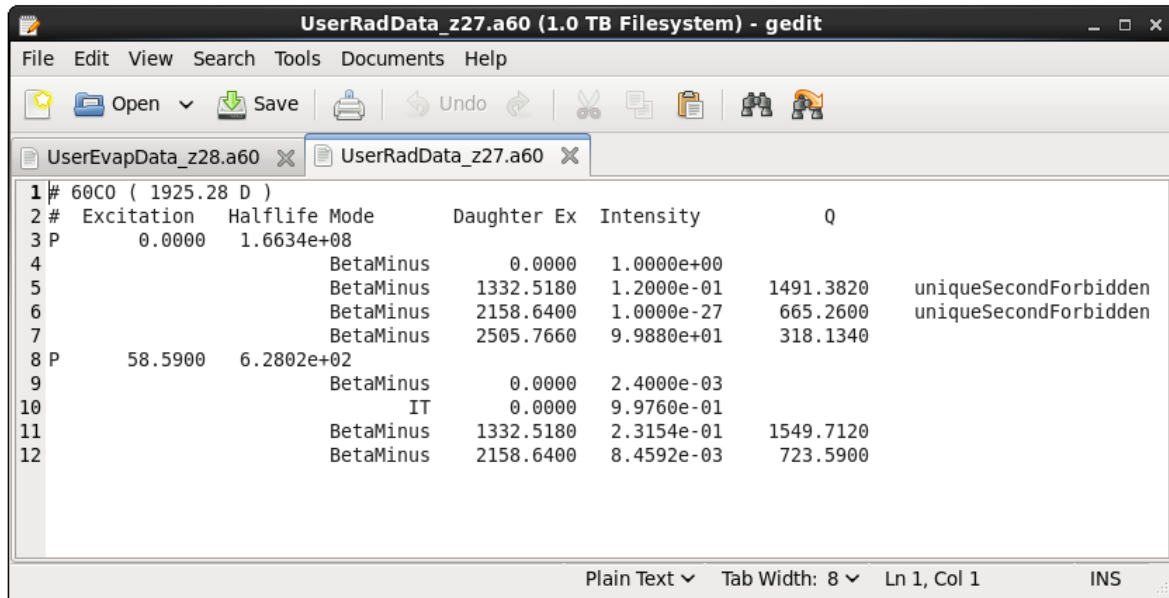 UserRadData_z27.a60 (1.0 TB Filesystem) - gedit
File Edit View Search Tools Documents Help
Open Save Undo
UserEvapData_z28.a60 UserRadData_z27.a60
1 # 60CO ( 1925.28 D )
2 # Excitation Halflife Mode Daughter Ex Intensity Q
3 P 0.0000 1.6634e+08
4 BetaMinus 0.0000 1.0000e+00
5 BetaMinus 1332.5180 1.2000e-01 1491.3820 uniqueSecondForbidden
6 BetaMinus 2158.6400 1.0000e-27 665.2600 uniqueSecondForbidden
7 BetaMinus 2505.7660 9.9880e+01 318.1340
8 P 58.5900 6.2802e+02
9 BetaMinus 0.0000 2.4000e-03
10 IT 0.0000 9.9760e-01
11 BetaMinus 1332.5180 2.3154e-01 1549.7120
12 BetaMinus 2158.6400 8.4592e-03 723.5900
Plain Text Tab Width: 8 Ln 1, Col 1 INS